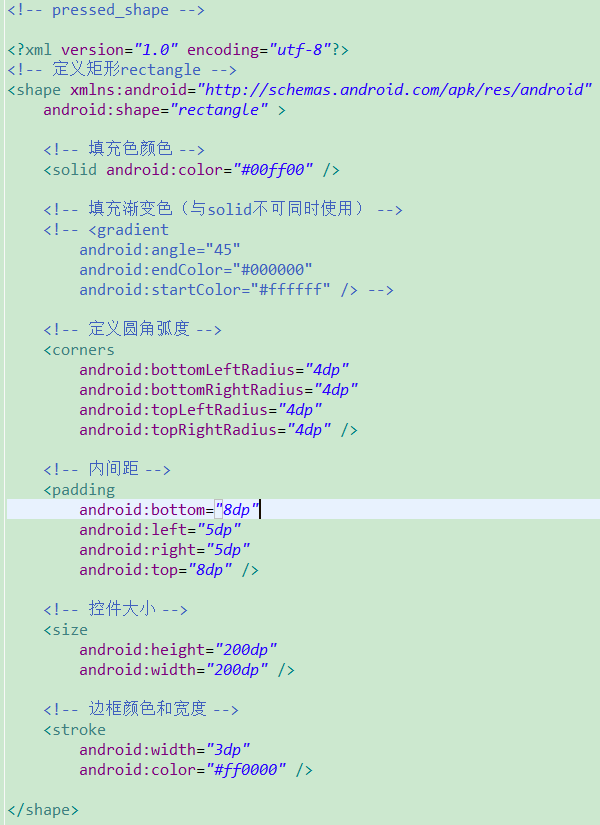 <!-- pressed_shape -->
<?xml version="1.0" encoding="utf-8"?>
<!-- 定义矩形rectangle -->
<shape xmlns:android="http://schemas.android.com/apk/res/android"
    android:shape="rectangle" >
    <!-- 填充色颜色 -->
    <solid android:color="#00ff00" />
    <!-- 填充渐变色（与solid不可同时使用） -->
    <!-- <gradient
        android:angle="45"
        android:endColor="#000000"
        android:startColor="#ffffff" /> -->
    <!-- 定义圆角弧度 -->
    <corners
        android:bottomLeftRadius="4dp"
        android:bottomRightRadius="4dp"
        android:topLeftRadius="4dp"
        android:topRightRadius="4dp" />
    <!-- 内间距 -->
    <padding
        android:bottom="8dp"
        android:left="5dp"
        android:right="5dp"
        android:top="8dp" />
    <!-- 控件大小 -->
    <size
        android:height="200dp"
        android:width="200dp" />
    <!-- 边框颜色和宽度 -->
    <stroke
        android:width="3dp"
        android:color="#ff0000" />
</shape>